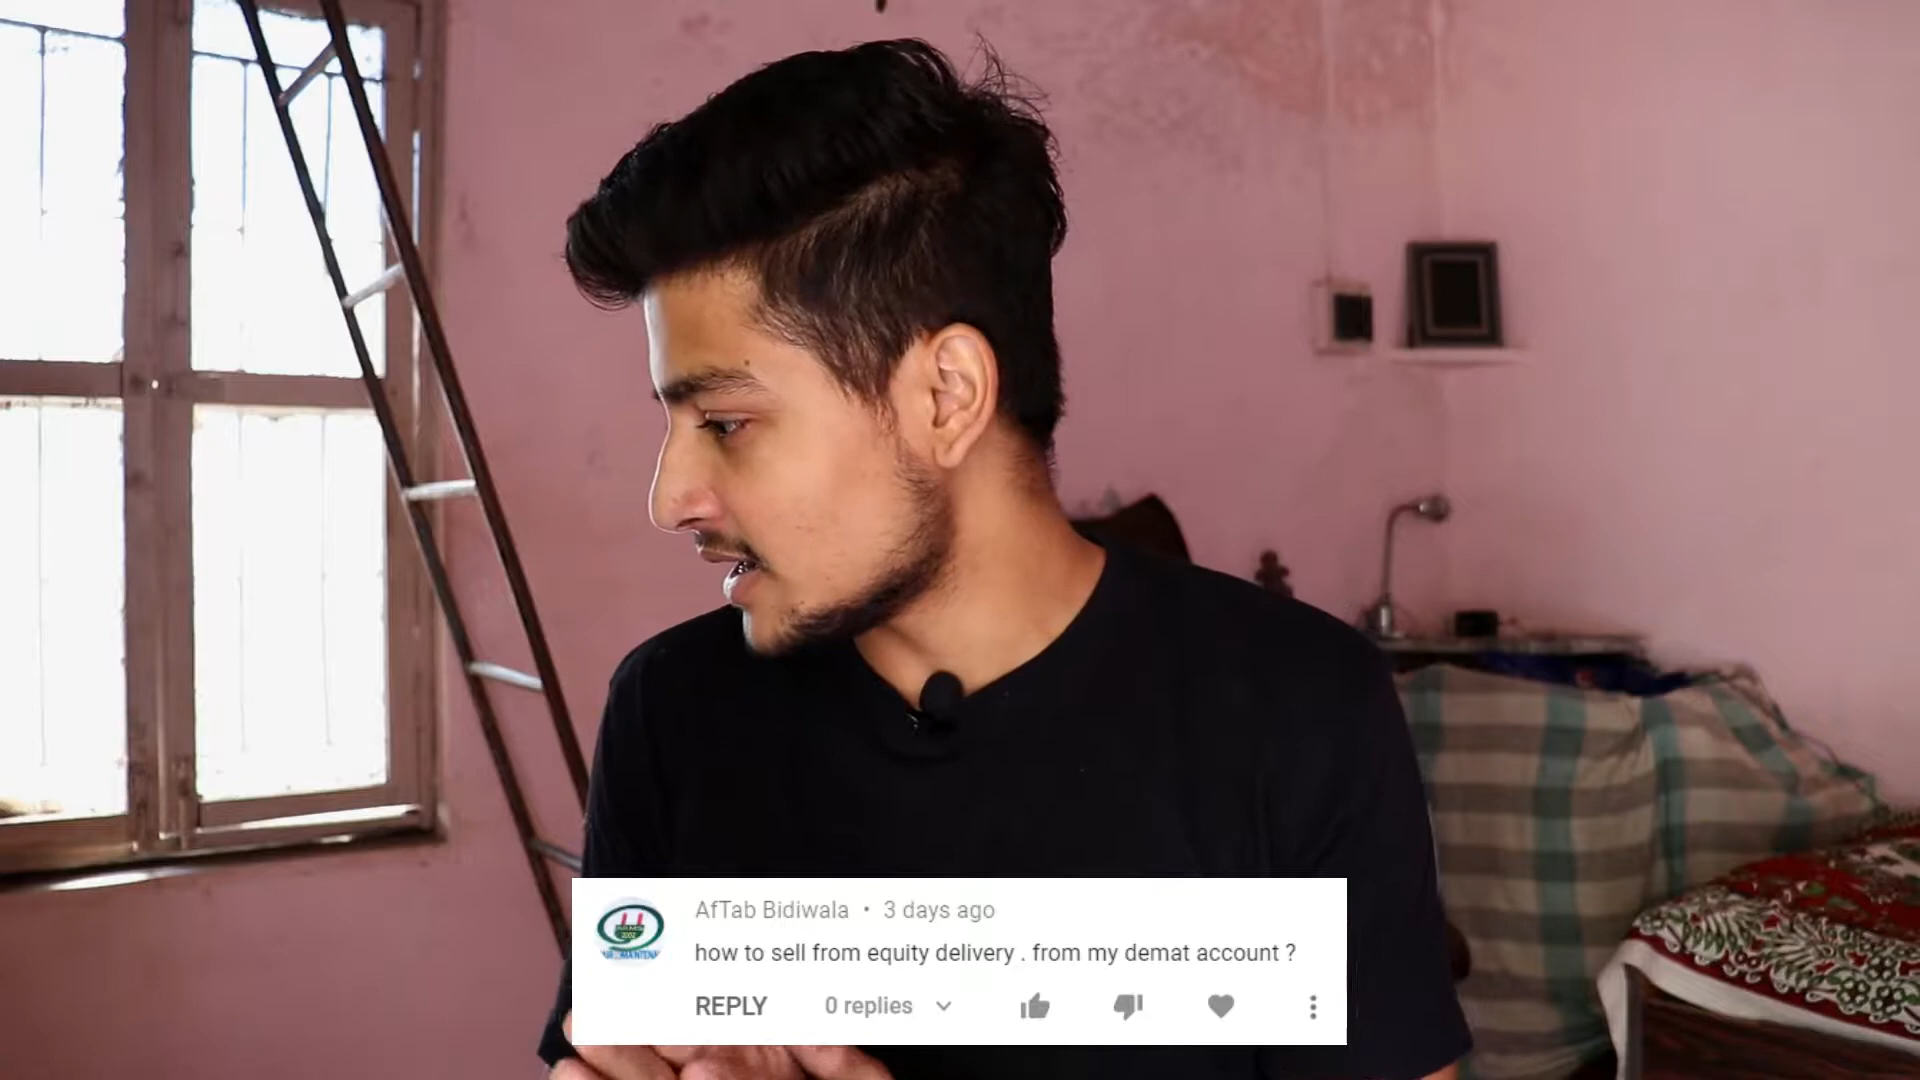 AfTab Bidiwala • 3 days ago
how to sell from equity delivery . from my demat account ?
REPLY 0 replies